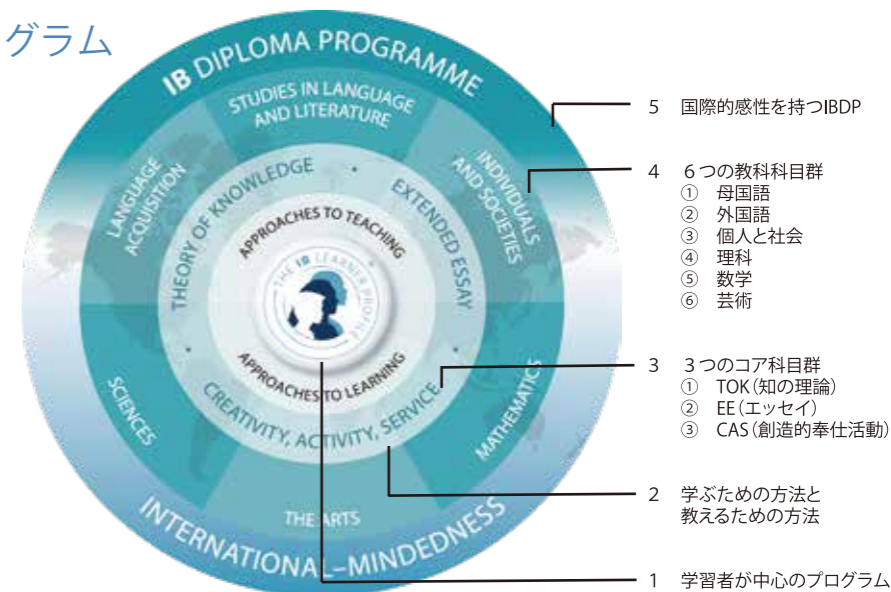 グラム
IB DIPLOMA PROGRAMME
STUDIES IN LANGUAGE
AND LITERATURE
LANGUAGE
ACQUISITION
INDIVIDUALS
AND SOCIETIES
THEORY OF KNOWLEDGE
EXTENDED ESSAY
APPROACHES TO TEACHING
THE IB LEARNER PROFILE
APPROACHES TO LEARNING
CREATIVITY, ACTIVITY, SERVICE
SCIENCES
MATHEMATICS
THE ARTS
INTERNATIONAL-MINDEDNESS
5 国際的感性を持つIBDP
4 6つの教科科目群
① 母国語
② 外国語
③ 個人と社会
④ 理科
⑤ 数学
⑥ 芸術
3 3つのコア科目群
① TOK(知の理論)
② EE(エッセイ)
③ CAS(創造的奉仕活動)
2 学ぶための方法と
教えるための方法
1 学習者が中心のプログラム